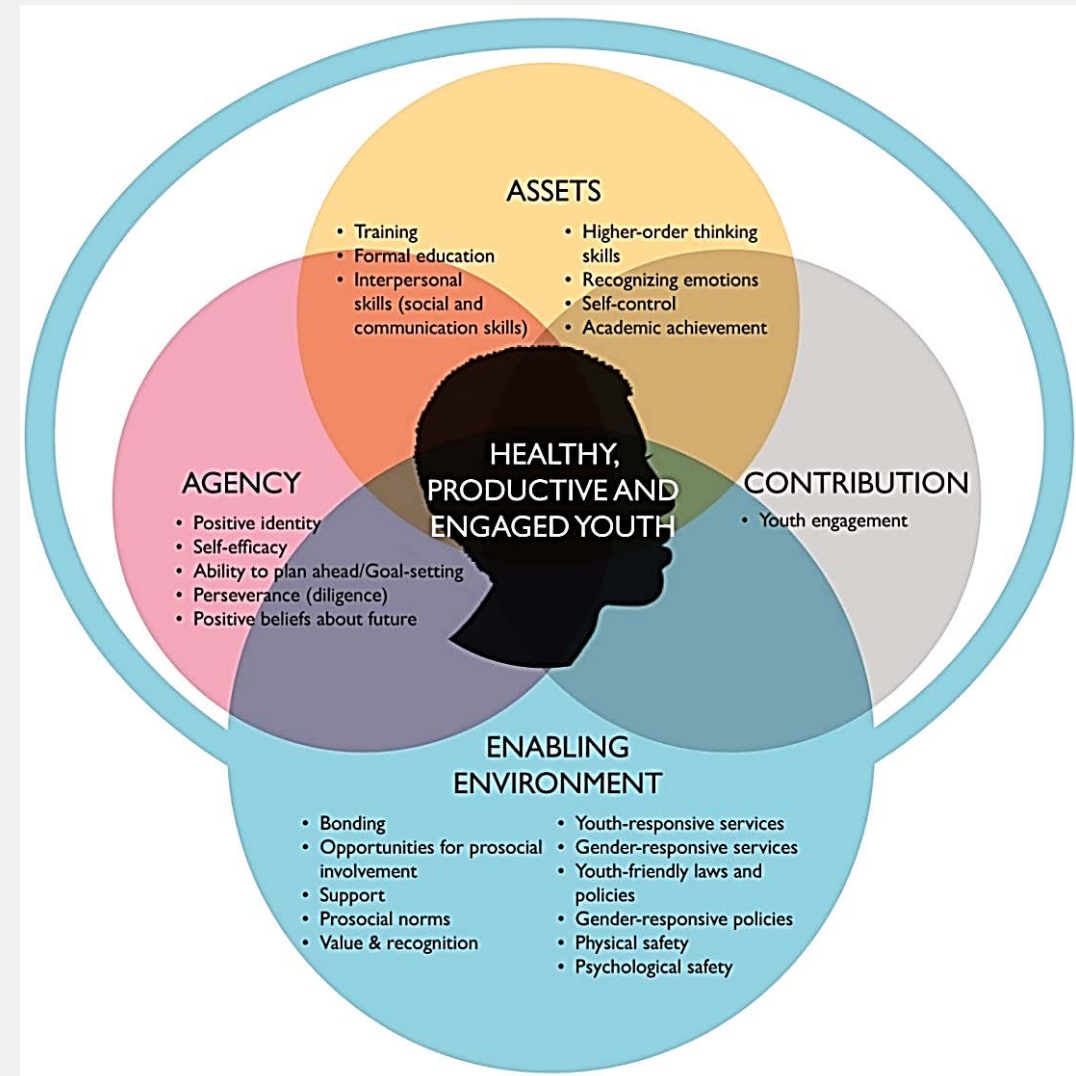 ASSETS
• Training
• Formal education
• Interpersonal
skills (social and
communication skills)
• Higher-order thinking
skills
• Recognizing emotions
• Self-control
• Academic achievement
AGENCY
• Positive identity
• Self-efficacy
• Ability to plan ahead/Goal-setting
• Perseverance (diligence)
• Positive beliefs about future
HEALTHY,
PRODUCTIVE AND
ENGAGED YOUTH
CONTRIBUTION
• Youth engagement
ENABLING
ENVIRONMENT
• Bonding
• Opportunities for prosocial
involvement
• Support
• Prosocial norms
• Value & recognition
• Youth-responsive services
• Gender-responsive services
• Youth-friendly laws and
policies
• Gender-responsive policies
• Physical safety
• Psychological safety